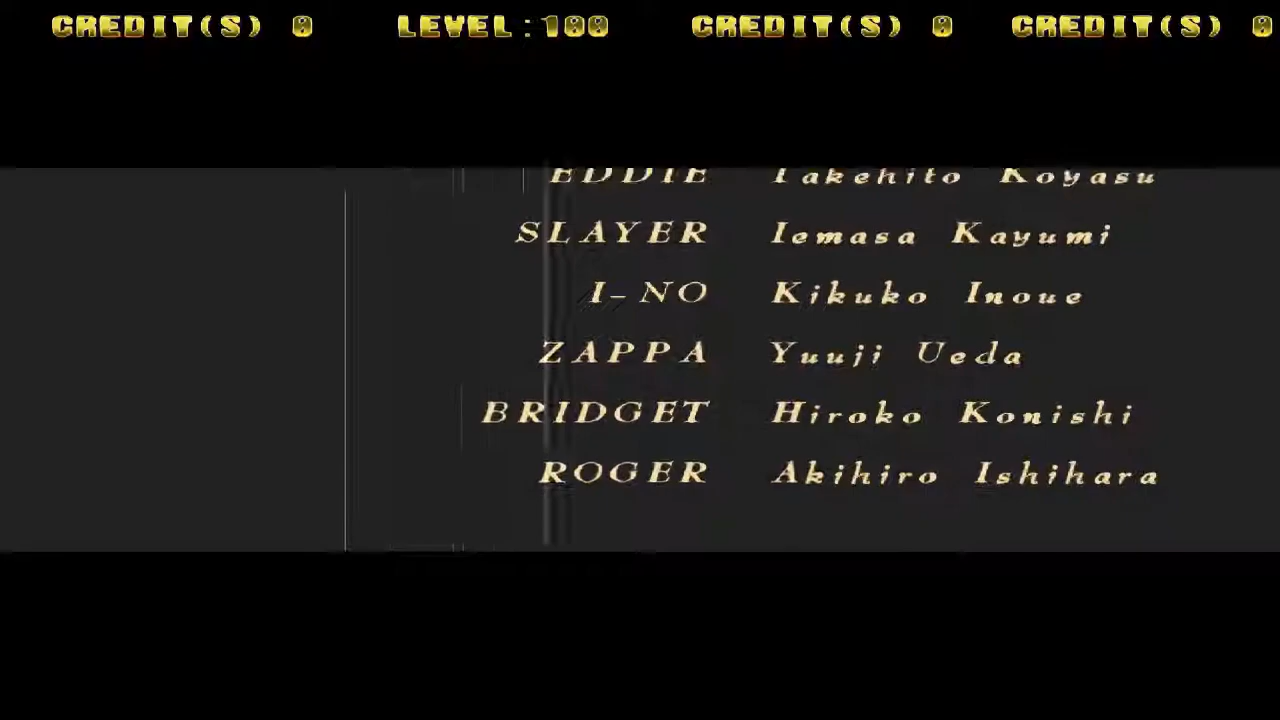 CREDIT(S) 0 LEVEL:100 CREDIT(S) 0 CREDIT(S) 0
EDDIE Takehito Koyasu
SLAYER Iemasa Kayumi
I-NO Kikuko Inoue
ZAPPA Yuuji Ueda
BRIDGET Hiroko Konishi
ROGER Akihiro Ishihara